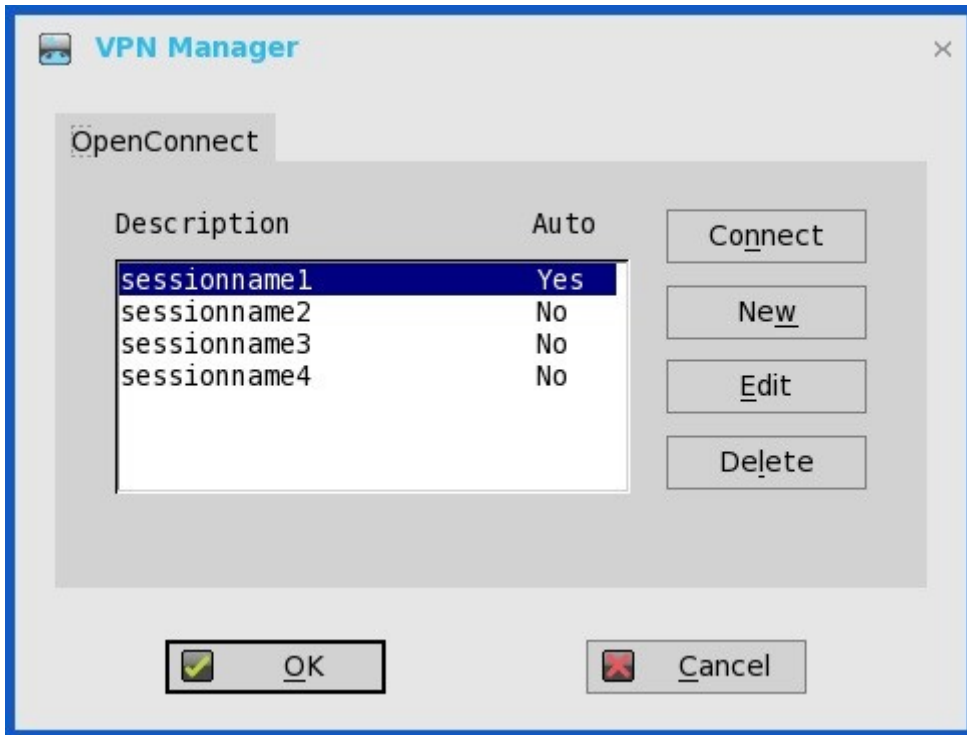 VPN Manager
OpenConnect
Description Auto
sessionname1 Yes
sessionname2 No
sessionname3 No
sessionname4 No
Connect
New
Edit
Delete
OK
Cancel